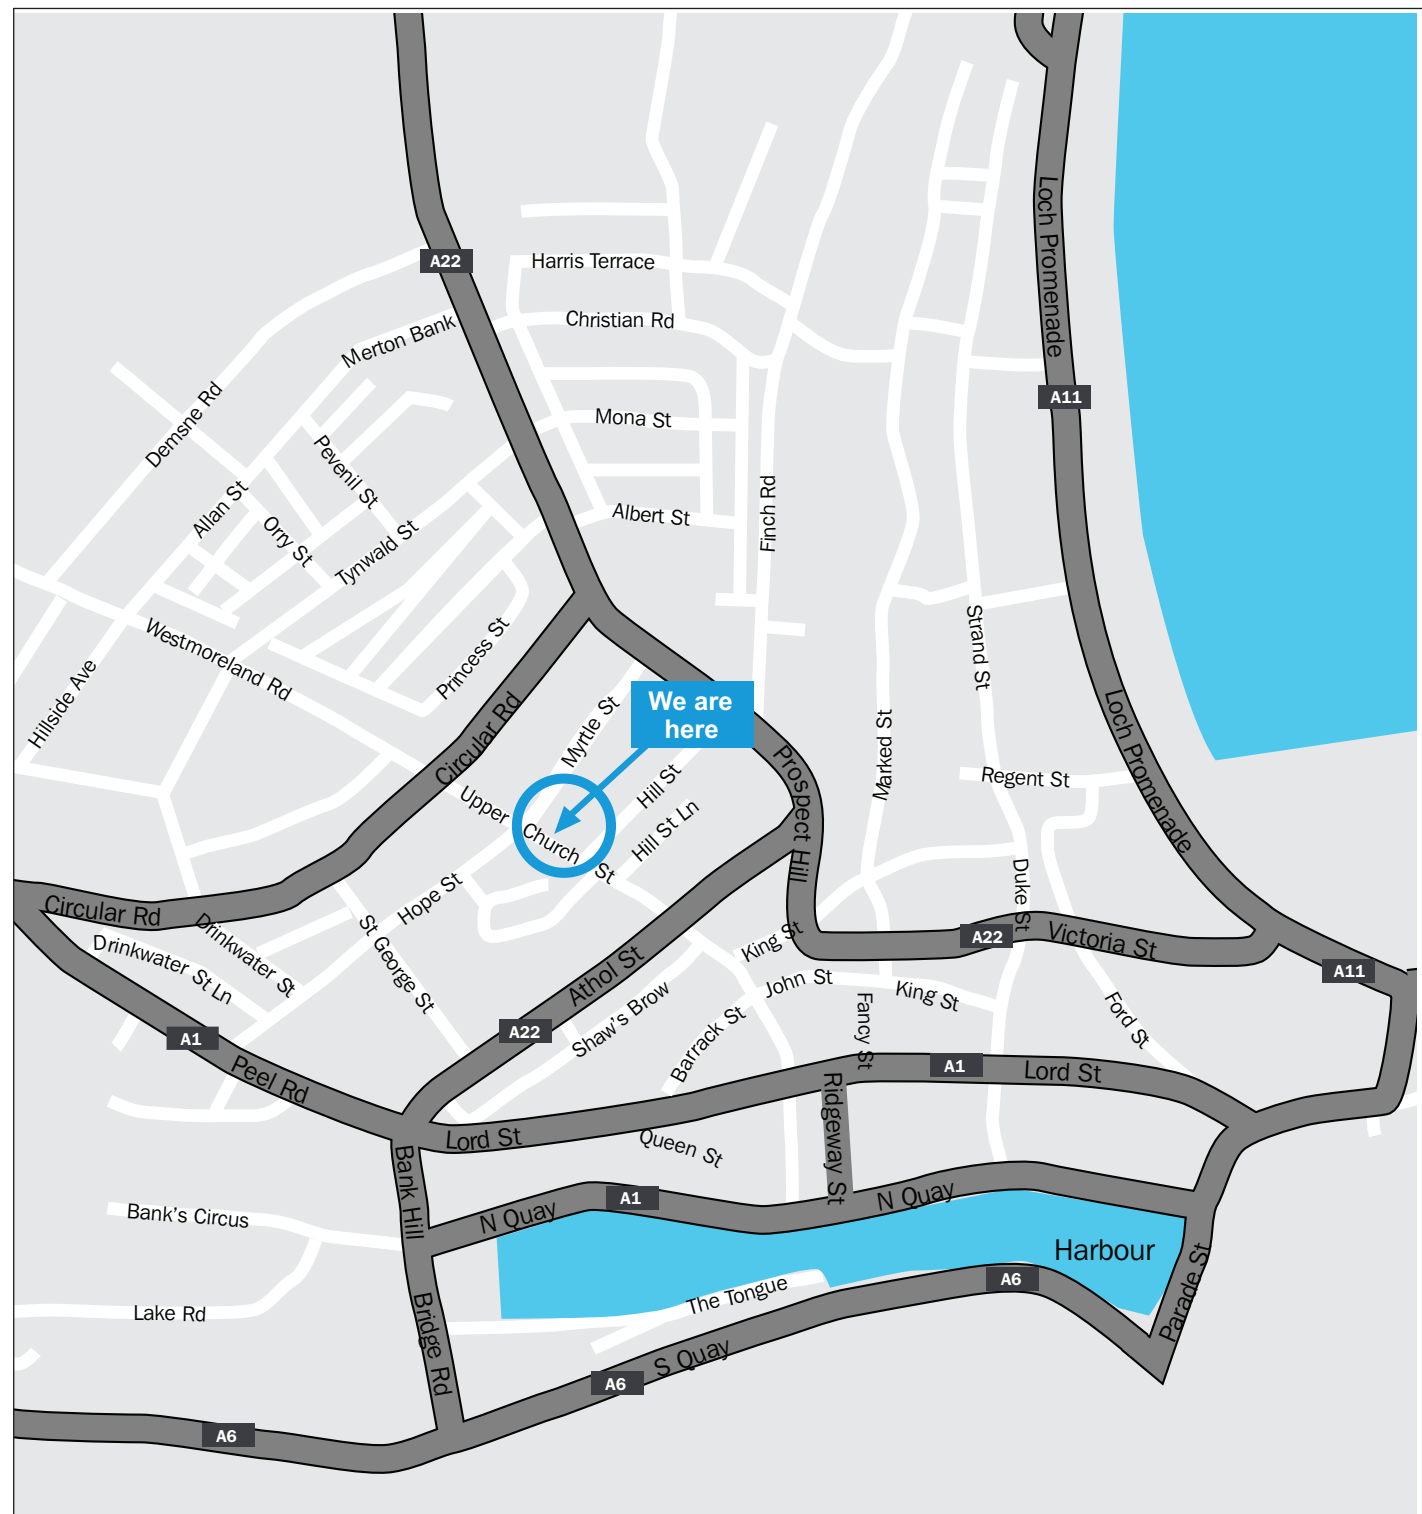 Loch Promenade
A22
Harris Terrace
Christian Rd
Merton Bank
A11
Demsne Rd
Mona St
Pevenil St
Allan St
Albert St
Finch Rd
Orry St
Tynwald St
Westmoreland Rd
Princess St
Strand St
Hillside Ave
Circular Rd
Myrtle St
We are
here
Loch Promenade
Marked St
Prospect Hill
Regent St
Hill St
Upper Church St
Hill St Ln
Duke St
Hope St
Circular Rd
Drinkwater St
St George St
King St
A22
Victoria St
Drinkwater St Ln
Athol St
A11
John St
King St
Fancy St
Ford St
Shaw's Brow
Barrack St
A1
A22
Peel Rd
A1
Lord St
Ridgeway St
Lord St
Queen St
Bank Hill
A1
N Quay
N Quay
Bank's Circus
Harbour
Parade St
A6
The Tongue
Lake Rd
Bridge Rd
S Quay
A6
A6